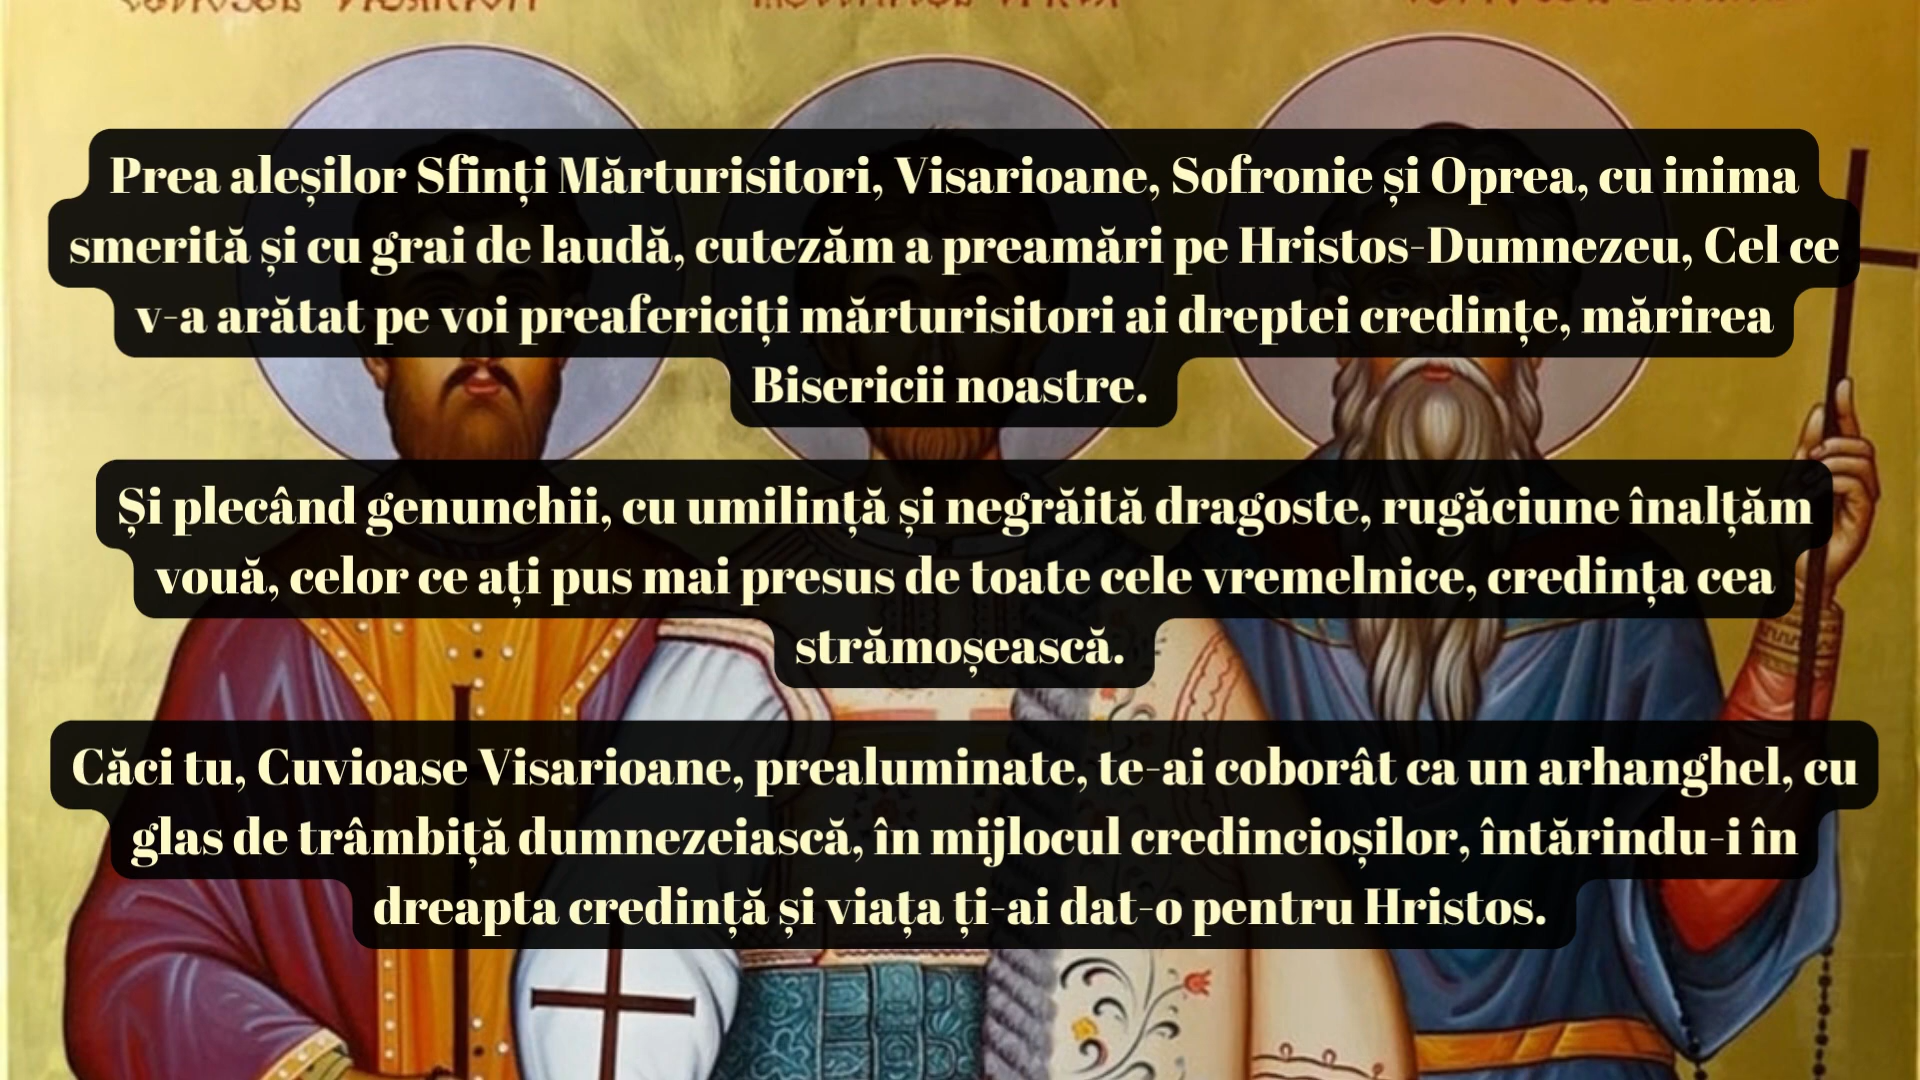 Prea aleșilor Sfinți Mărturisitori, Visarioane, Sofronie și Oprea, cu inima
smerită și cu grai de laudă, cutezăm a preamări pe Hristos-Dumnezeu, Cel ce
v-a arătat pe voi preafericiți mărturisitori ai dreptei credințe, mărirea
Bisericii noastre.
Și plecând genunchii, cu umilință și negrăită dragoste, rugăciune înalțăm
vouă, celor ce ați pus mai presus de toate cele vremelnice, credința cea
strămoșească.
Căci tu, Cuvioase Visarioane, prealuminate, te-ai coborât ca un arhanghel, cu
glas de trâmbiță dumnezeiască, în mijlocul credincioșilor, întărindu-i în
dreapta credință și viața ți-ai dat-o pentru Hristos.